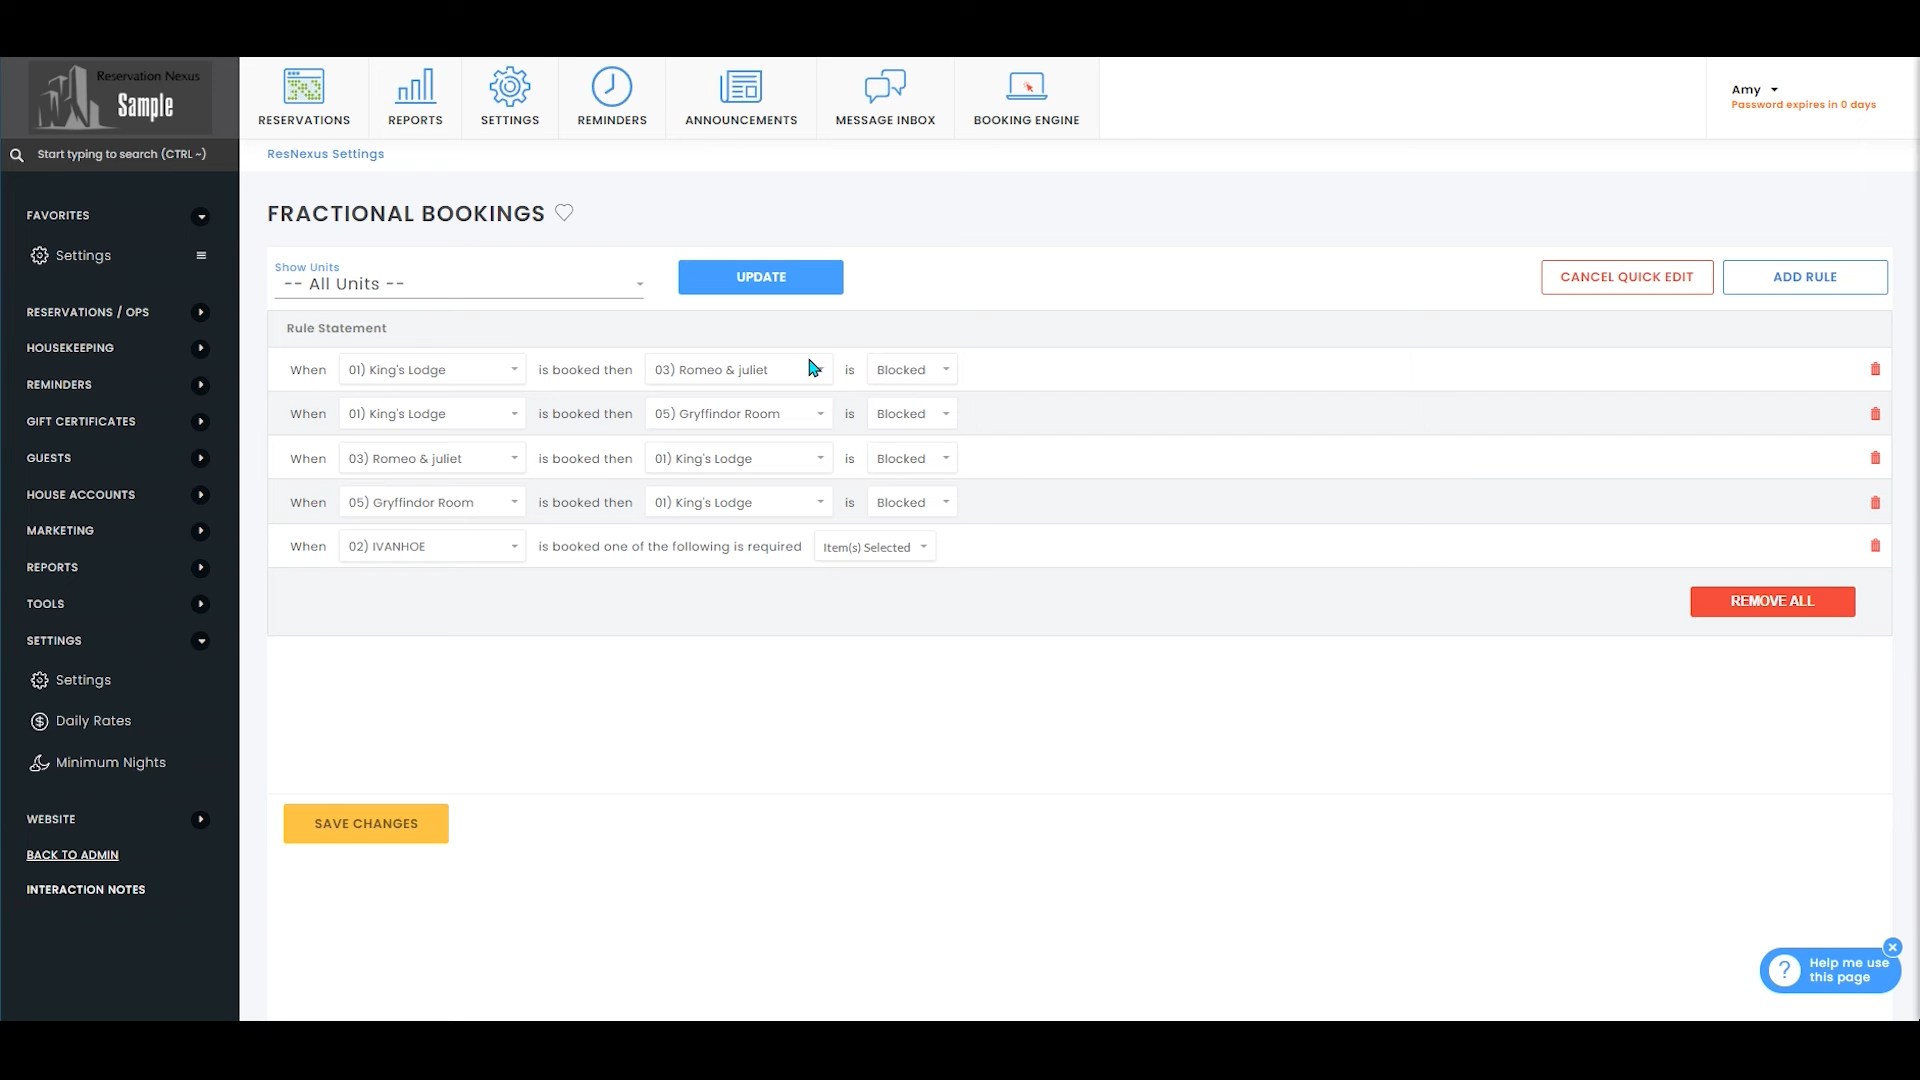 Reservation Nexus
Sample
RESERVATIONS
REPORTS
SETTINGS
REMINDERS
ANNOUNCEMENTS
MESSAGE INBOX
BOOKING ENGINE
Amy
Password expires in 0 days
Start typing to search (CTRL ~)
ResNexus Settings
FAVORITES
Settings
RESERVATIONS / OPS
HOUSEKEEPING
REMINDERS
GIFT CERTIFICATES
GUESTS
HOUSE ACCOUNTS
MARKETING
REPORTS
TOOLS
SETTINGS
Settings
Daily Rates
Minimum Nights
WEBSITE
BACK TO ADMIN
INTERACTION NOTES
FRACTIONAL BOOKINGS
Show Units
-- All Units --
UPDATE
CANCEL QUICK EDIT
ADD RULE
Rule Statement
When 01) King's Lodge is booked then 03) Romeo & juliet is Blocked
When 01) King's Lodge is booked then 05) Gryffindor Room is Blocked
When 03) Romeo & juliet is booked then 01) King's Lodge is Blocked
When 05) Gryffindor Room is booked then 01) King's Lodge is Blocked
When 02) IVANHOE is booked one of the following is required Item(s) Selected
REMOVE ALL
SAVE CHANGES
? Help me use
this page